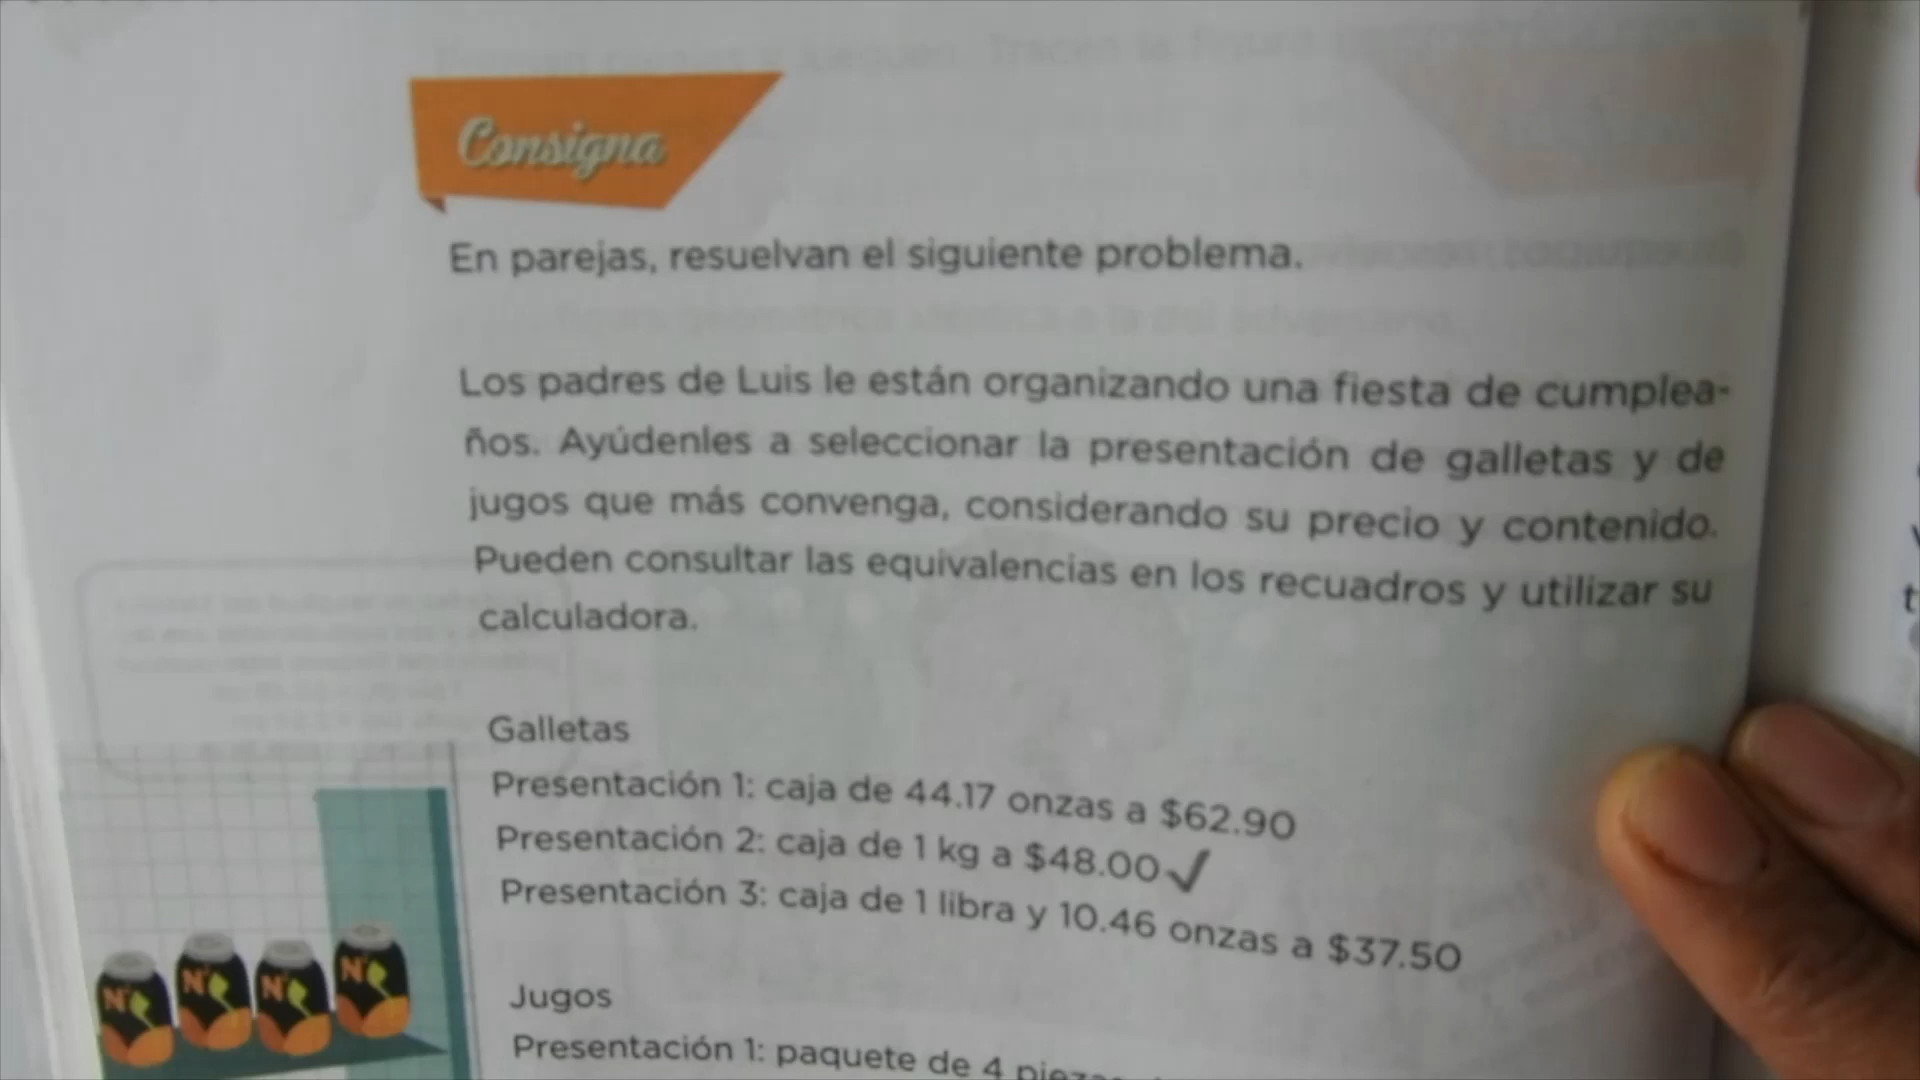 Consigna
En parejas, resuelvan el siguiente problema.
Los padres de Luis le están organizando una fiesta de cumplea-
ños. Ayúdenles a seleccionar la presentación de galletas y de
jugos que más convenga, considerando su precio y contenido.
Pueden consultar las equivalencias en los recuadros y utilizar su
calculadora.
Galletas
Presentación 1: caja de 44.17 onzas a $62.90
Presentación 2: caja de 1 kg a $48.00✓
Presentación 3: caja de 1 libra y 10.46 onzas a $37.50
Jugos
Presentación 1: paquete de 4